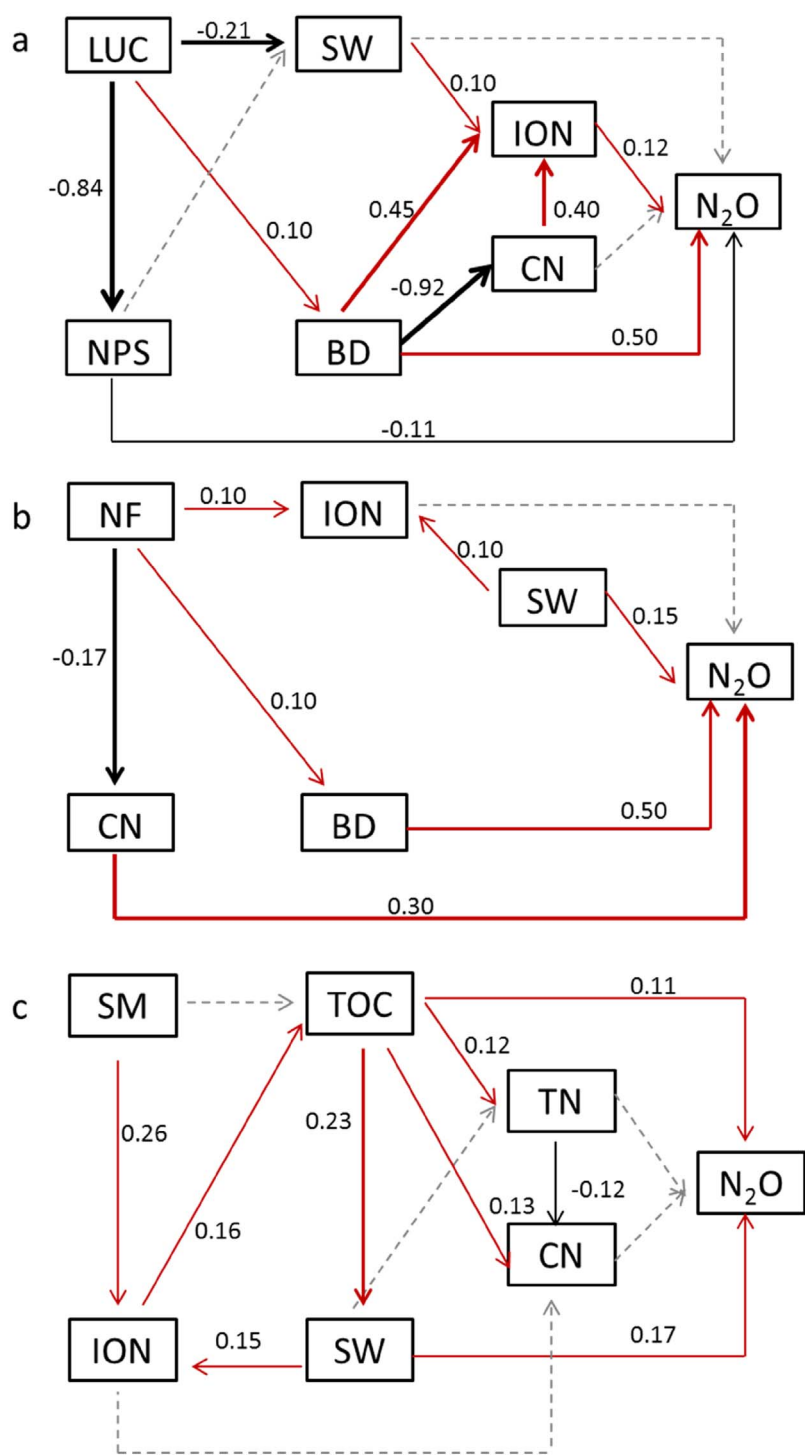 a
LUC
-0.21
SW
0.10
ION
0.12
N₂O
-0.84
0.10
0.45
0.40
CN
-0.92
NPS
BD
0.50
-0.11
b
NF
0.10
ION
0.10
SW
0.15
N₂O
-0.17
0.10
CN
BD
0.50
0.30
c
SM
TOC
0.11
0.12
TN
0.26
0.23
-0.12
N₂O
0.16
0.13
CN
ION
0.15
SW
0.17